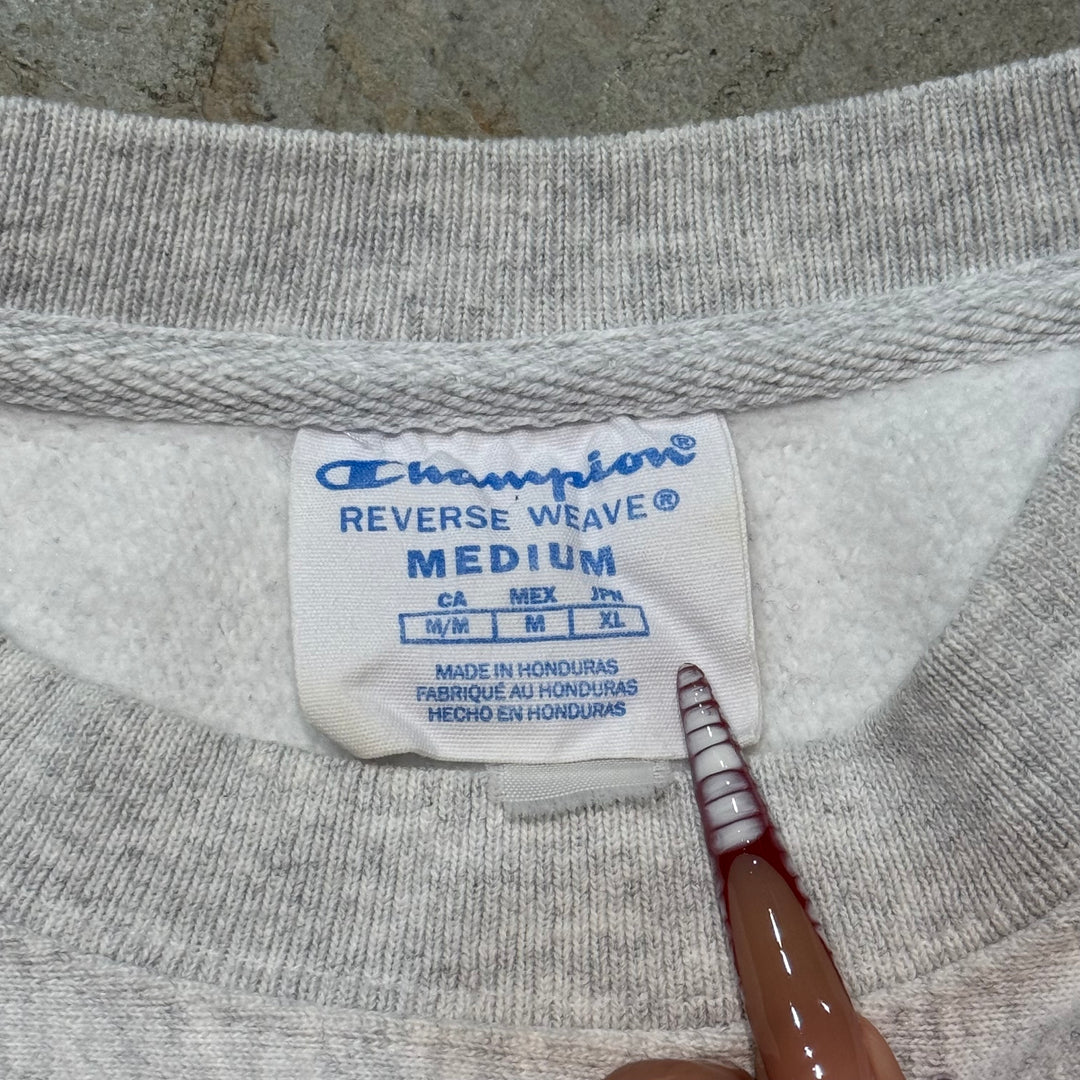 Champion®
REVERSE WEAVE®
MEDIUM
CA MEX JPN
M/M M XL
MADE IN HONDURAS
FABRIQUÉ AU HONDURAS
HECHO EN HONDURAS